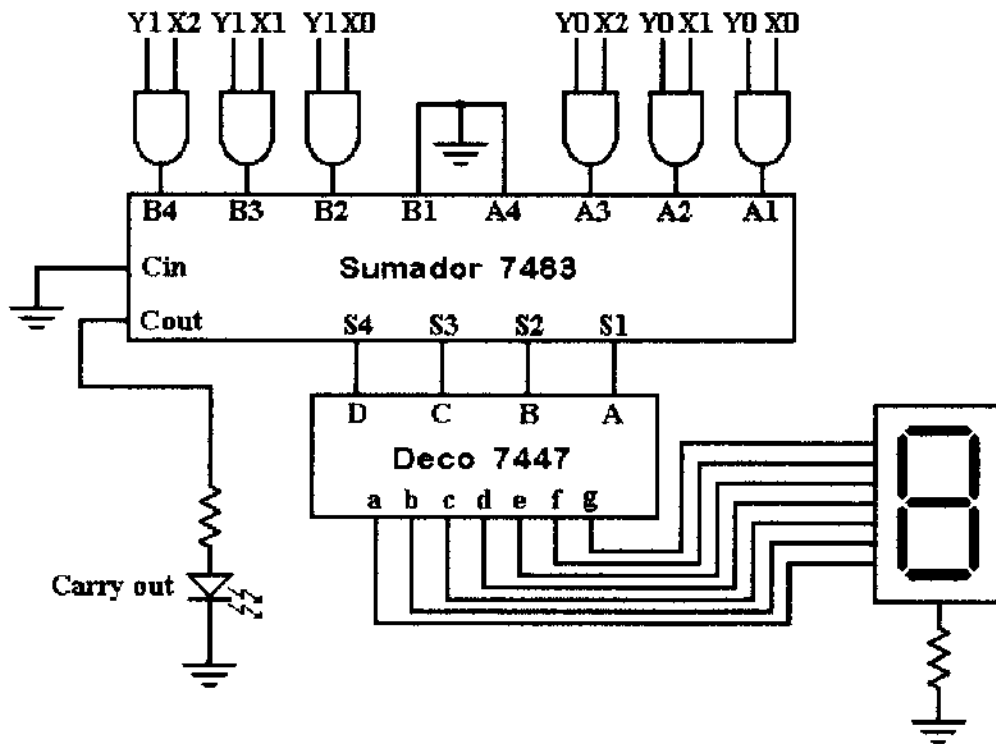 Y1 X2 Y1 X1 Y1 X0 Y0 X2 Y0 X1 Y0 X0
B4 B3 B2 B1 A4 A3 A2 A1
Cin Sumador 7483
Cout S4 S3 S2 S1
D C B A
Deco 7447
a b c d e f g
Carry out